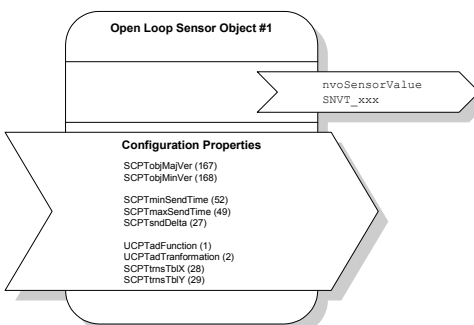 Open Loop Sensor Object #1
nvoSensorValue
SNVT_xxx
Configuration Properties
SCPTobjMajVer (167)
SCPTobjMinVer (168)
SCPTminSendTime (52)
SCPTmaxSendTime (49)
SCPTsndDelta (27)
UCPTadFunction (1)
UCPTadTranformation (2)
SCPTtrnsTblX (28)
SCPTtrnsTblY (29)